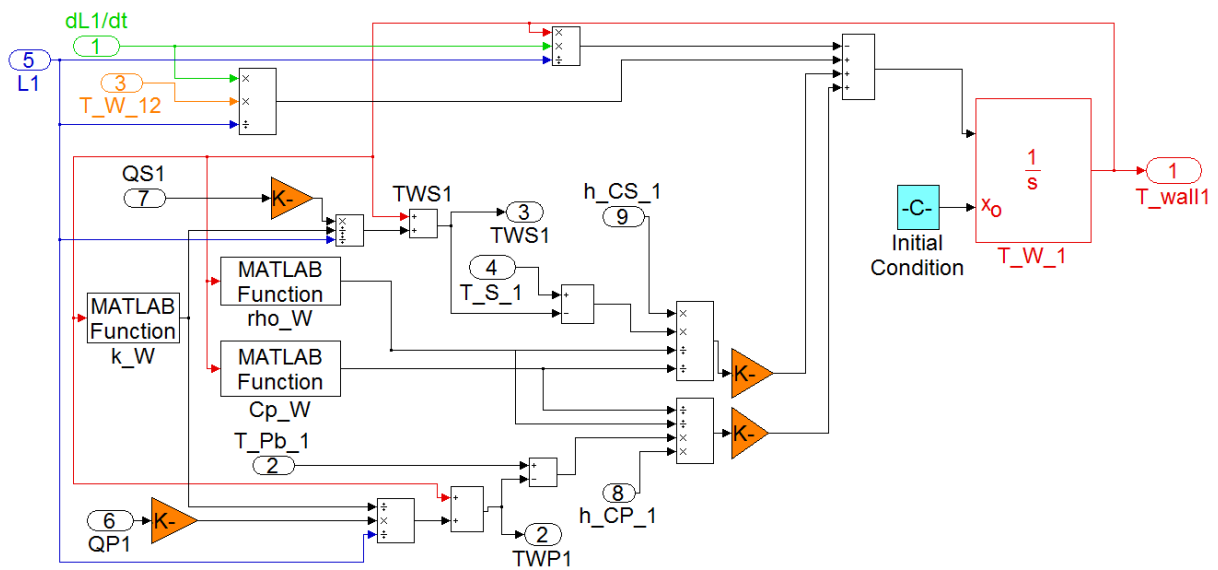 dL1/dt
1
5
L1
3
T_W_12
×
×
÷
×
×
÷
−
+
+
+
QS1
7
K-
×
÷
÷
TWS1
+
+
3
TWS1
h_CS_1
9
-C-
Initial
Condition
1
s
xo
T_W_1
1
T_wall1
MATLAB
Function
rho_W
4
T_S_1
+
−
MATLAB
Function
k_W
MATLAB
Function
Cp_W
×
×
÷
÷
K-
÷
÷
×
×
K-
T_Pb_1
2
+
−
8
h_CP_1
6
QP1
K-
÷
×
÷
+
+
2
TWP1